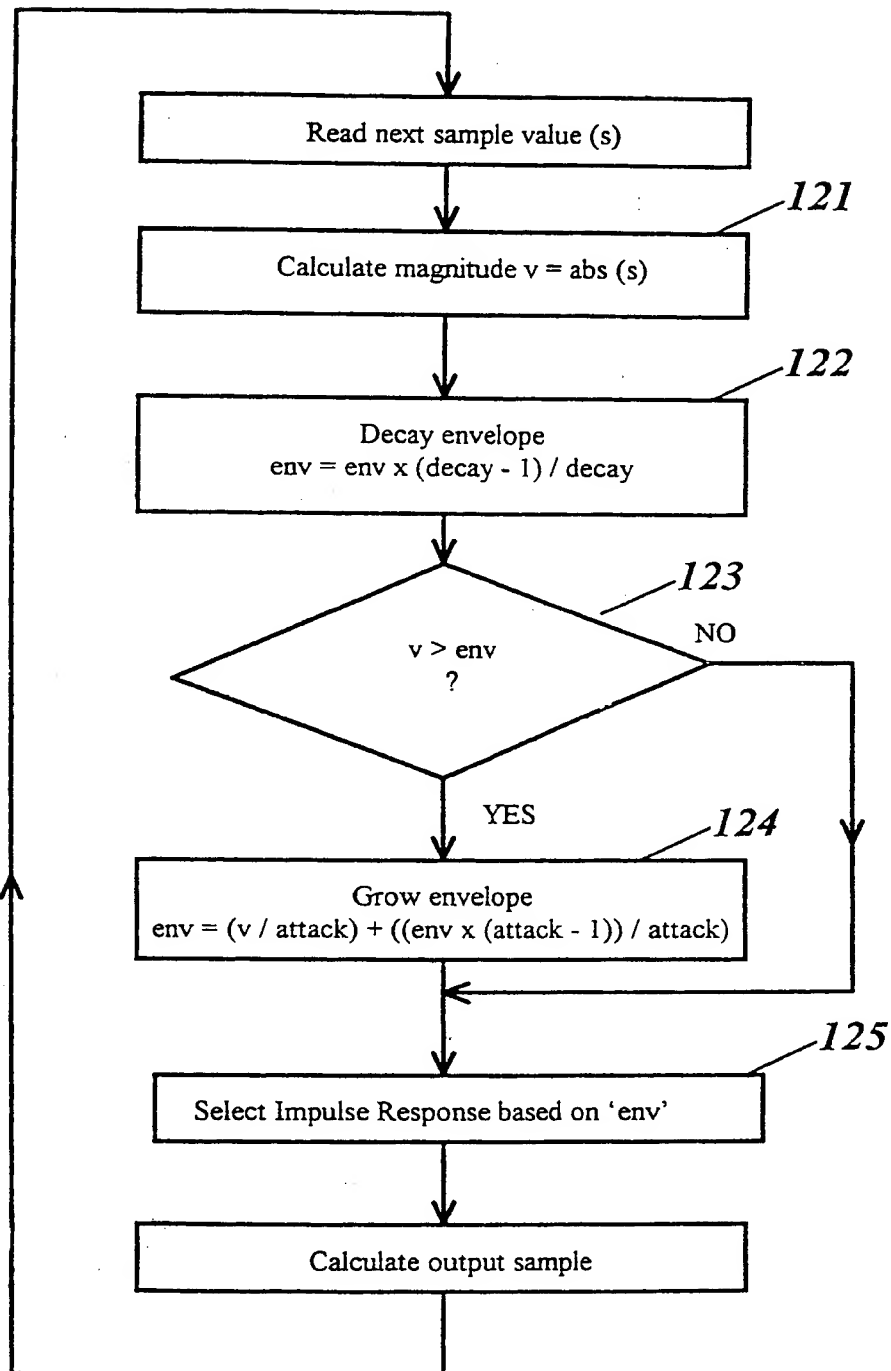 Read next sample value (s)
121
Calculate magnitude v = abs (s)
122
Decay envelope
env = env x (decay - 1) / decay
123
NO
v > env
?
YES
124
Grow envelope
env = (v / attack) + ((env x (attack - 1)) / attack)
125
Select Impulse Response based on ‘env’
Calculate output sample